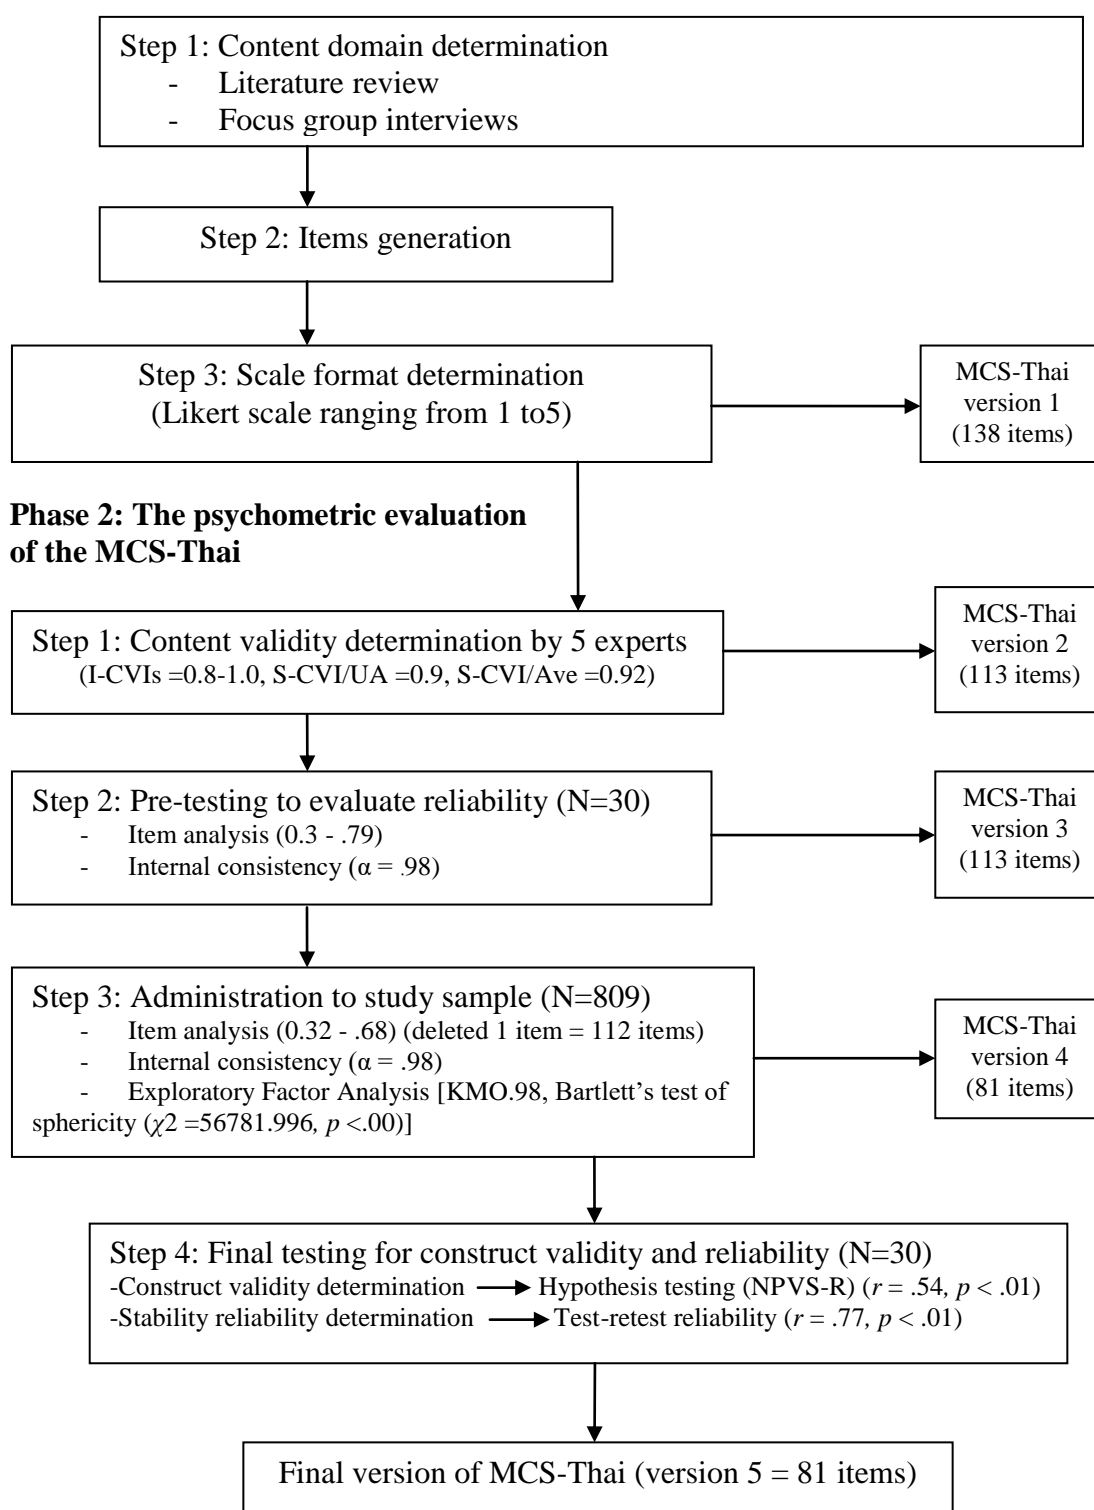 Step 1: Content domain determination
- Literature review
- Focus group interviews
Step 2: Items generation
Step 3: Scale format determination
(Likert scale ranging from 1 to5)
MCS-Thai
version 1
(138 items)
Phase 2: The psychometric evaluation
of the MCS-Thai
Step 1: Content validity determination by 5 experts
(I-CVIs =0.8-1.0, S-CVI/UA =0.9, S-CVI/Ave =0.92)
MCS-Thai
version 2
(113 items)
Step 2: Pre-testing to evaluate reliability (N=30)
- Item analysis (0.3 - .79)
- Internal consistency (α = .98)
MCS-Thai
version 3
(113 items)
Step 3: Administration to study sample (N=809)
- Item analysis (0.32 - .68) (deleted 1 item = 112 items)
- Internal consistency (α = .98)
- Exploratory Factor Analysis [KMO.98, Bartlett’s test of
sphericity (χ2 =56781.996, p <.00)]
MCS-Thai
version 4
(81 items)
Step 4: Final testing for construct validity and reliability (N=30)
-Construct validity determination Hypothesis testing (NPVS-R) (r = .54, p < .01)
-Stability reliability determination Test-retest reliability (r = .77, p < .01)
Final version of MCS-Thai (version 5 = 81 items)